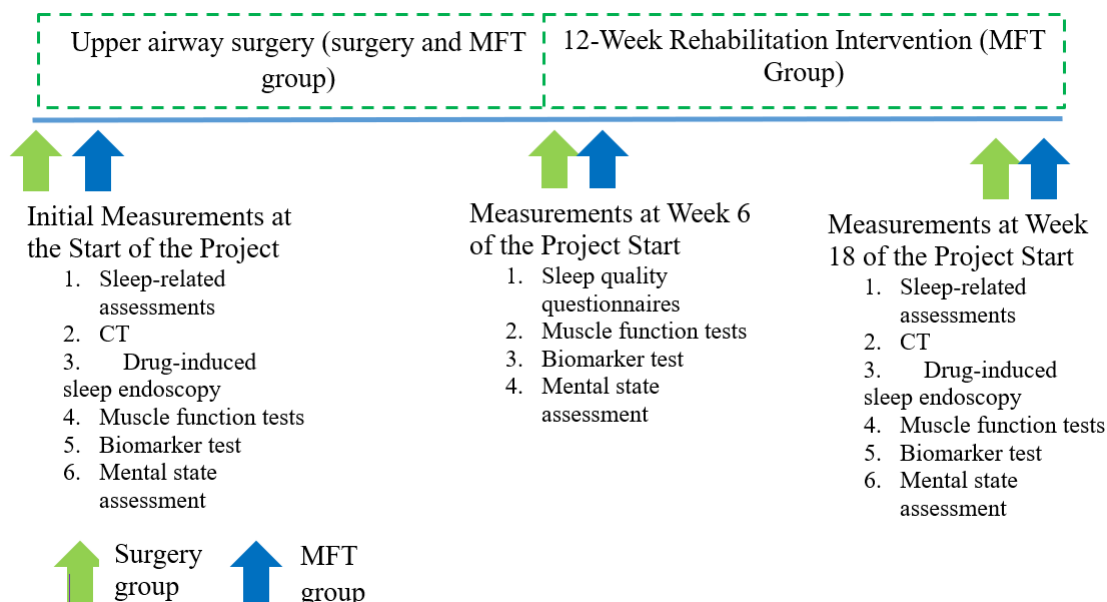 Upper airway surgery (surgery and MFT
group)
12-Week Rehabilitation Intervention (MFT
Group)
Initial Measurements at
the Start of the Project
1. Sleep-related
assessments
2. CT
3. Drug-induced
sleep endoscopy
4. Muscle function tests
5. Biomarker test
6. Mental state
assessment
Measurements at Week 6
of the Project Start
1. Sleep quality
questionnaires
2. Muscle function tests
3. Biomarker test
4. Mental state
assessment
Measurements at Week
18 of the Project Start
1. Sleep-related
assessments
2. CT
3. Drug-induced
sleep endoscopy
4. Muscle function tests
5. Biomarker test
6. Mental state
assessment
Surgery
group
MFT
group